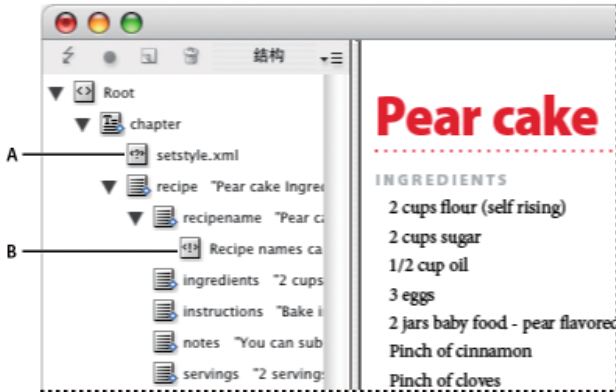 结构
Root
chapter
A
setstyle.xml
recipe "Pear cake Ingre
recipename "Pear c
B
Recipe names ca
ingredients "2 cups
instructions "Bake i
notes "You can sub
servings "2 serving
Pear cake
INGREDIENTS
2 cups flour (self rising)
2 cups sugar
1/2 cup oil
3 eggs
2 jars baby food - pear flavored
Pinch of cinnamon
Pinch of cloves